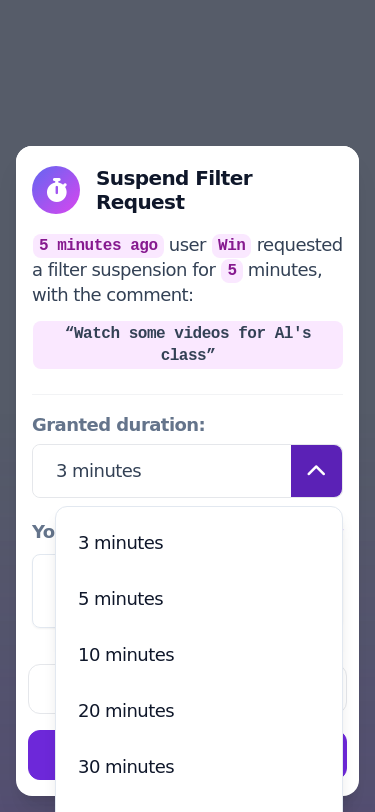 Suspend Filter
Request
5 minutes ago user Win requested
a filter suspension for 5 minutes,
with the comment:
“Watch some videos for Al's
class”
Granted duration:
3 minutes
Yo
3 minutes
5 minutes
10 minutes
20 minutes
30 minutes